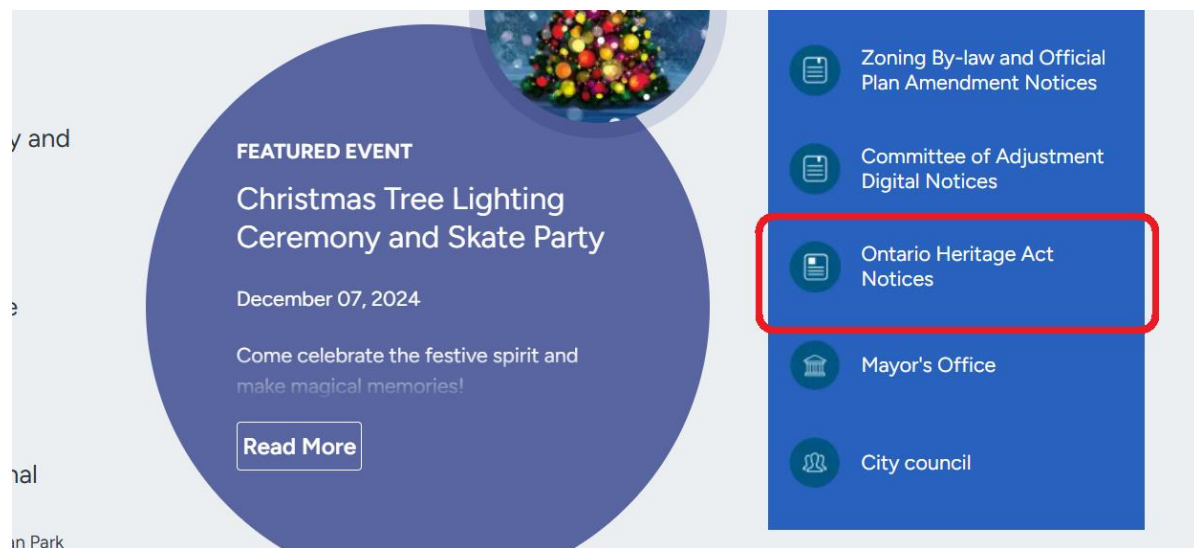 y and
nal
an Park
FEATURED EVENT
Christmas Tree Lighting
Ceremony and Skate Party
December 07, 2024
Come celebrate the festive spirit and
make magical memories!
Read More
Zoning By-law and Official
Plan Amendment Notices
Committee of Adjustment
Digital Notices
Ontario Heritage Act
Notices
Mayor's Office
City council